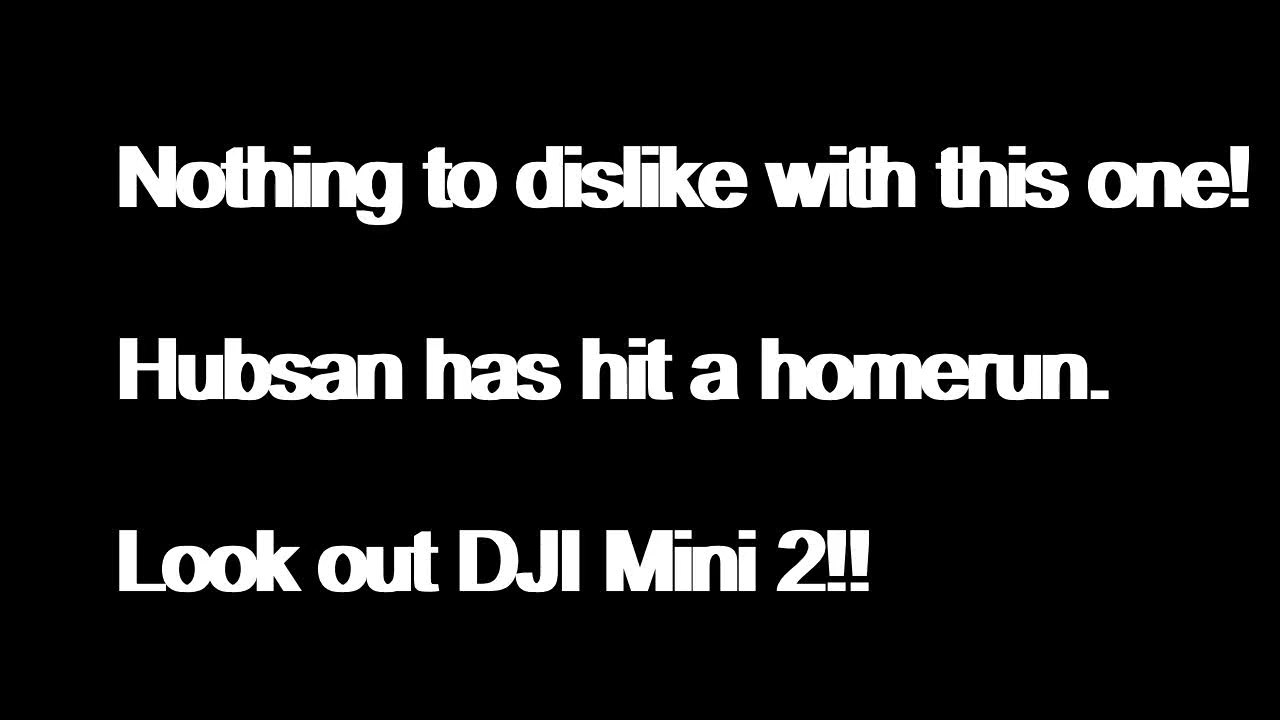 Nothing to dislike with this one!
Hubsan has hit a homerun.
Look out DJI Mini 2!!